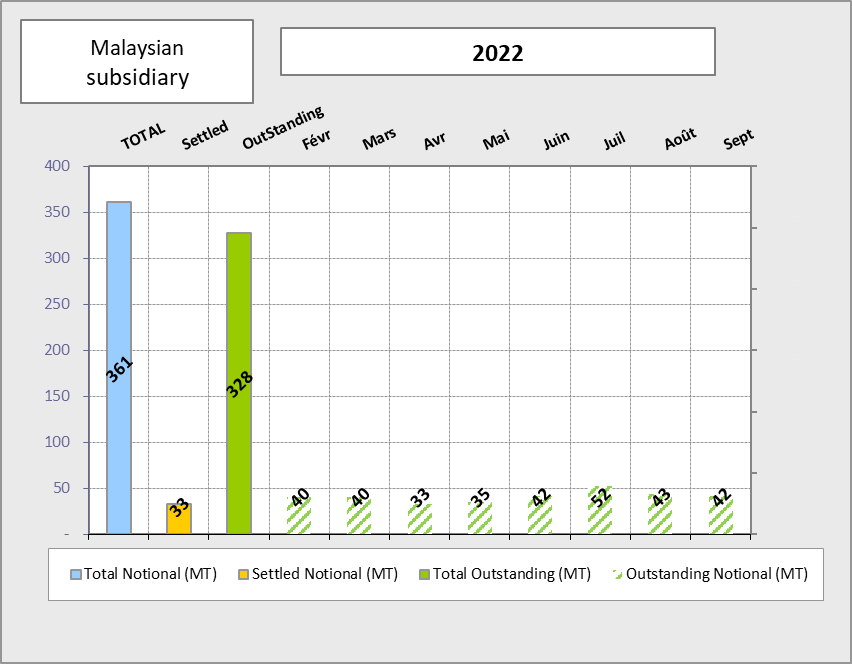 Malaysian
subsidiary
2022
TOTAL
Settled
OutStanding
Févr
Mars
Avr
Mai
Juin
Juil
Août
Sept
400
350
300
250
200
150
100
50
-
361
33
328
40
40
33
35
42
52
43
42
Total Notional (MT) Settled Notional (MT) Total Outstanding (MT) Outstanding Notional (MT)